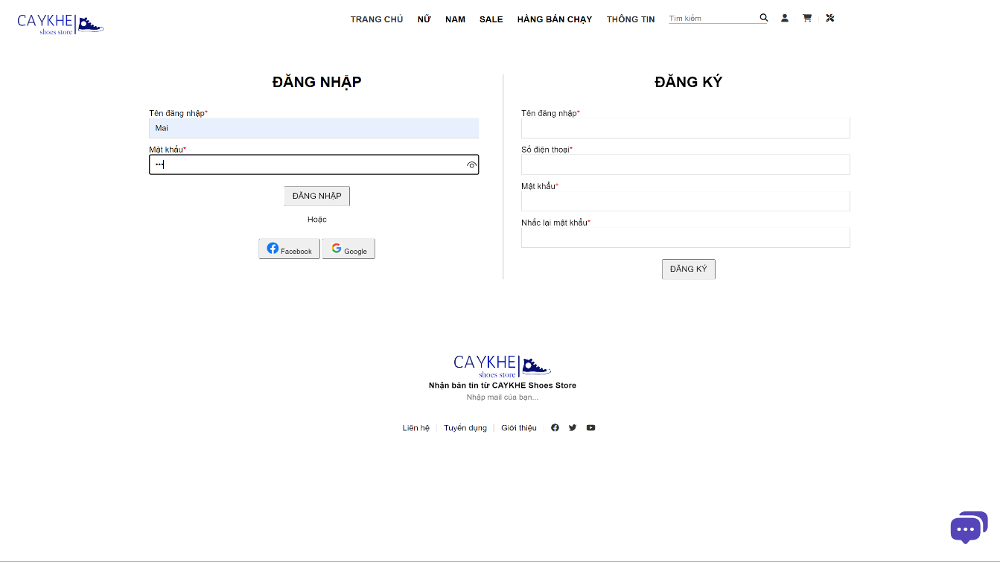 CAYKHE
shoes store
TRANG CHỦ NỮ NAM SALE HÀNG BÁN CHẠY THÔNG TIN Tìm kiếm
ĐĂNG NHẬP
Tên đăng nhập*
Mai
Mật khẩu*
•••
ĐĂNG NHẬP
Hoặc
Facebook Google
ĐĂNG KÝ
Tên đăng nhập*
Số điện thoại*
Mật khẩu*
Nhắc lại mật khẩu*
ĐĂNG KÝ
CAYKHE
shoes store
Nhận bản tin từ CAYKHE Shoes Store
Nhập mail của bạn...
Liên hệ | Tuyển dụng | Giới thiệu